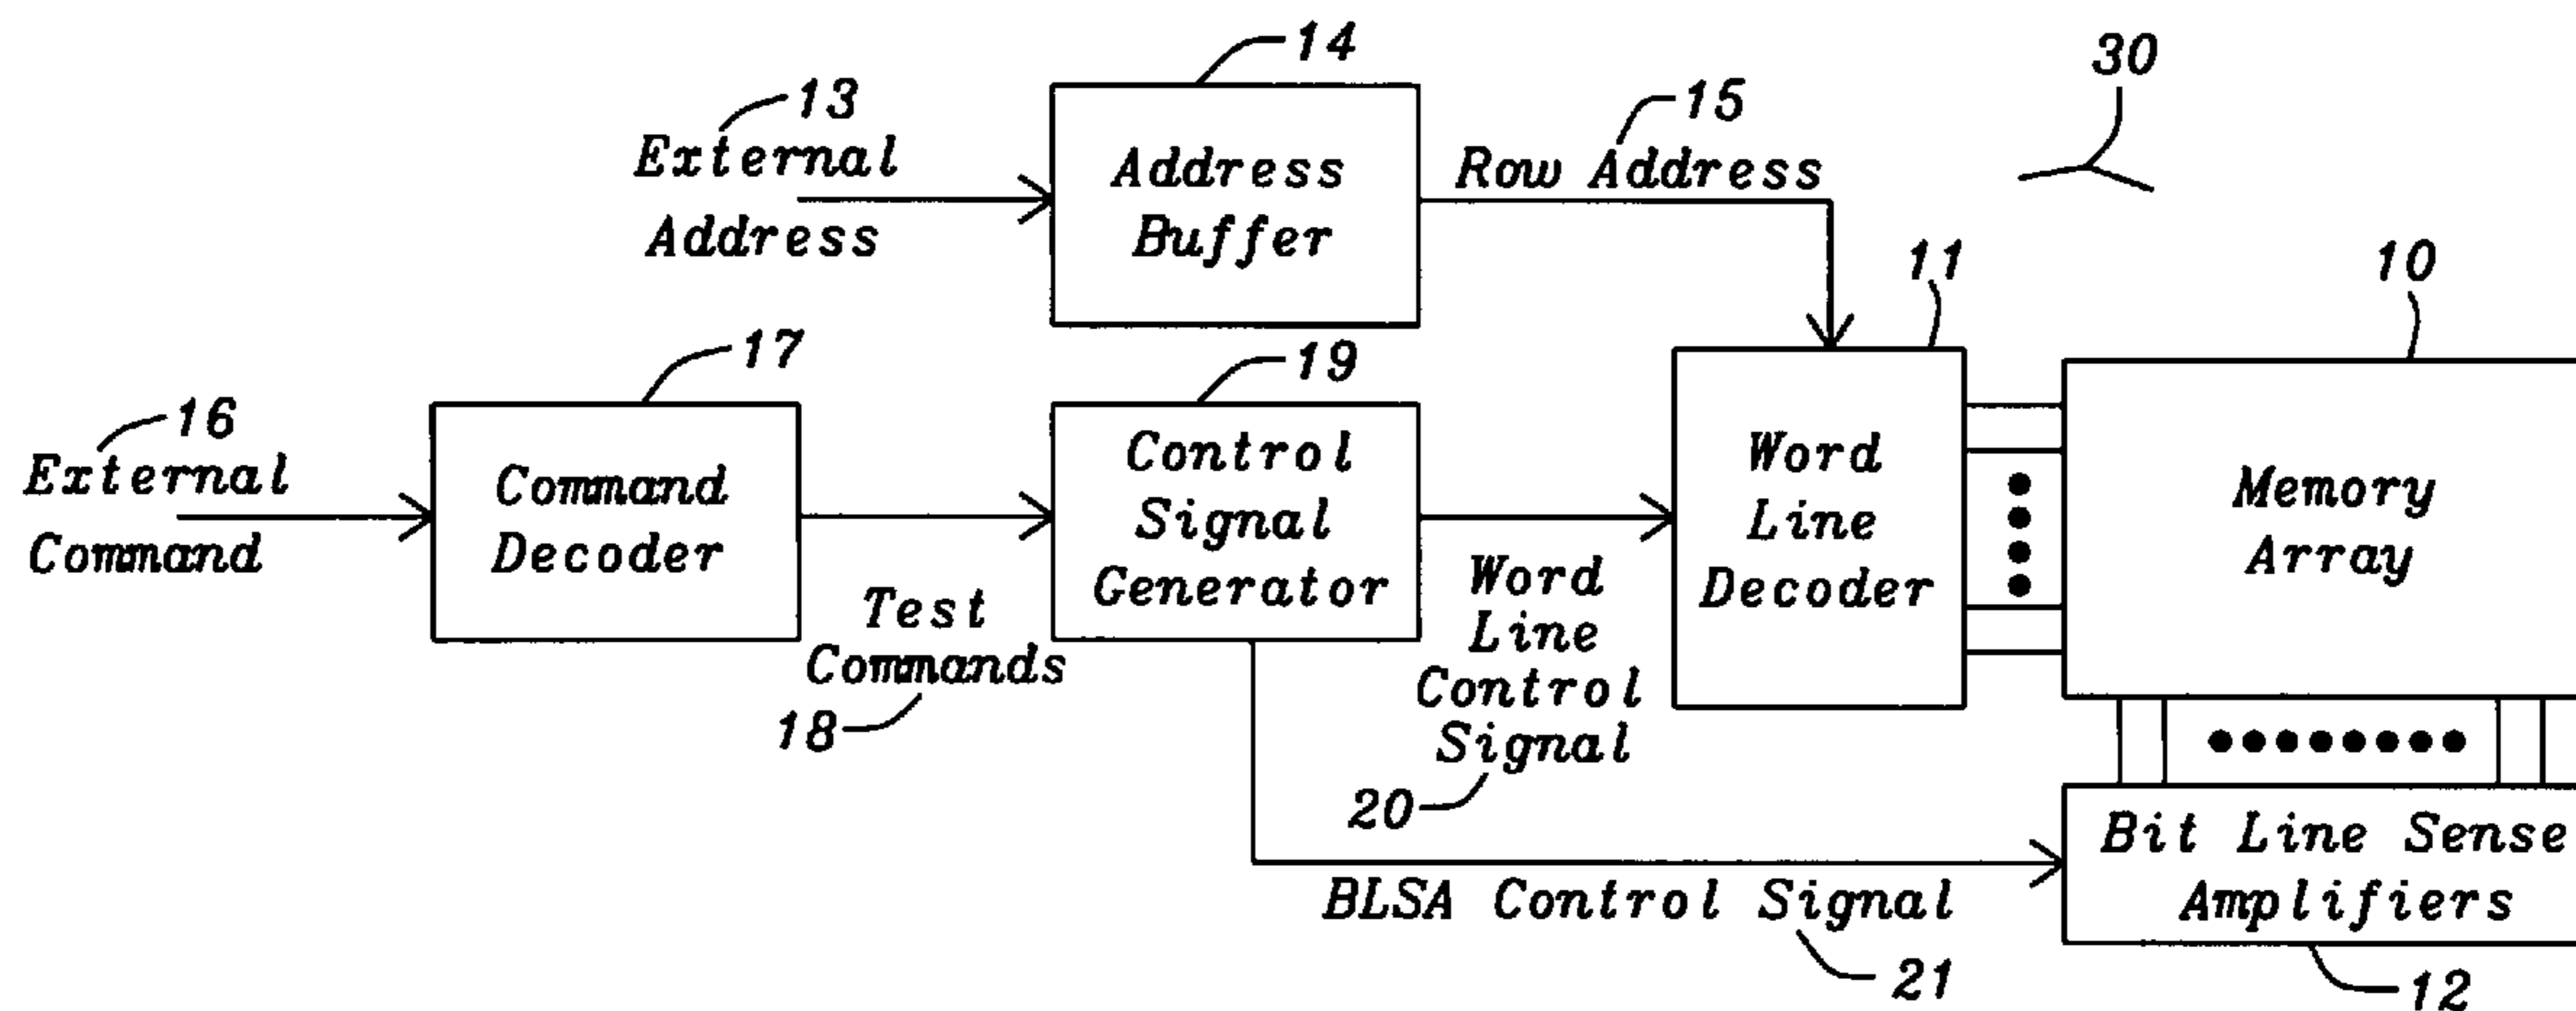 14
30
13
External
Address
Address
Buffer
15
Row Address
11
10
17
19
16
External
Command
Command
Decoder
Test
Commands
18
Control
Signal
Generator
Word
Line
Control
Signal
20
Word
Line
Decoder
Memory
Array
Bit Line Sense
Amplifiers
BLSA Control Signal
21
12